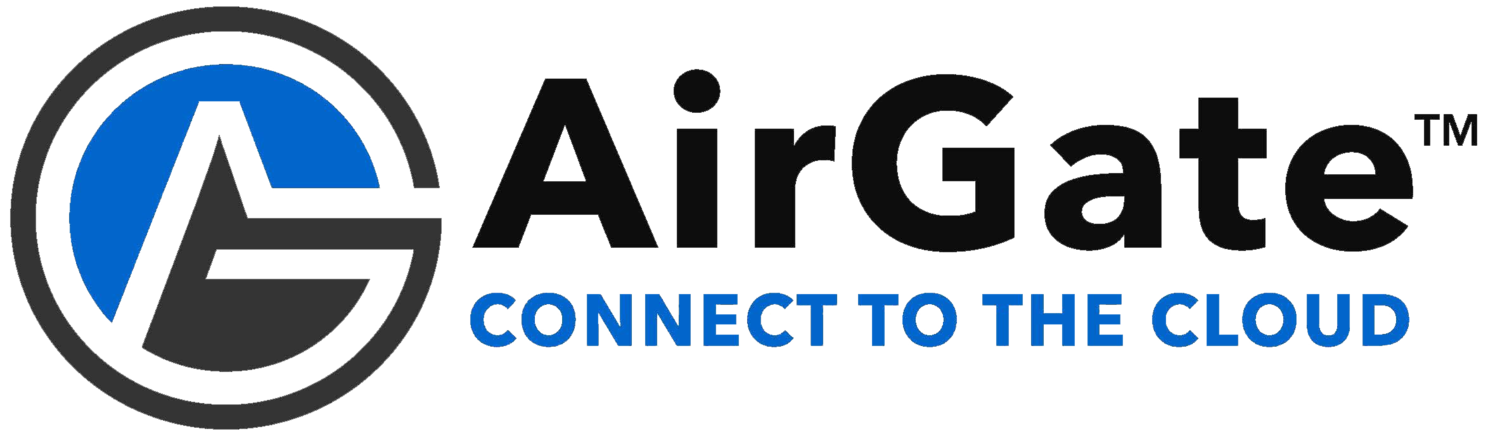 AirGate™
CONNECT TO THE CLOUD